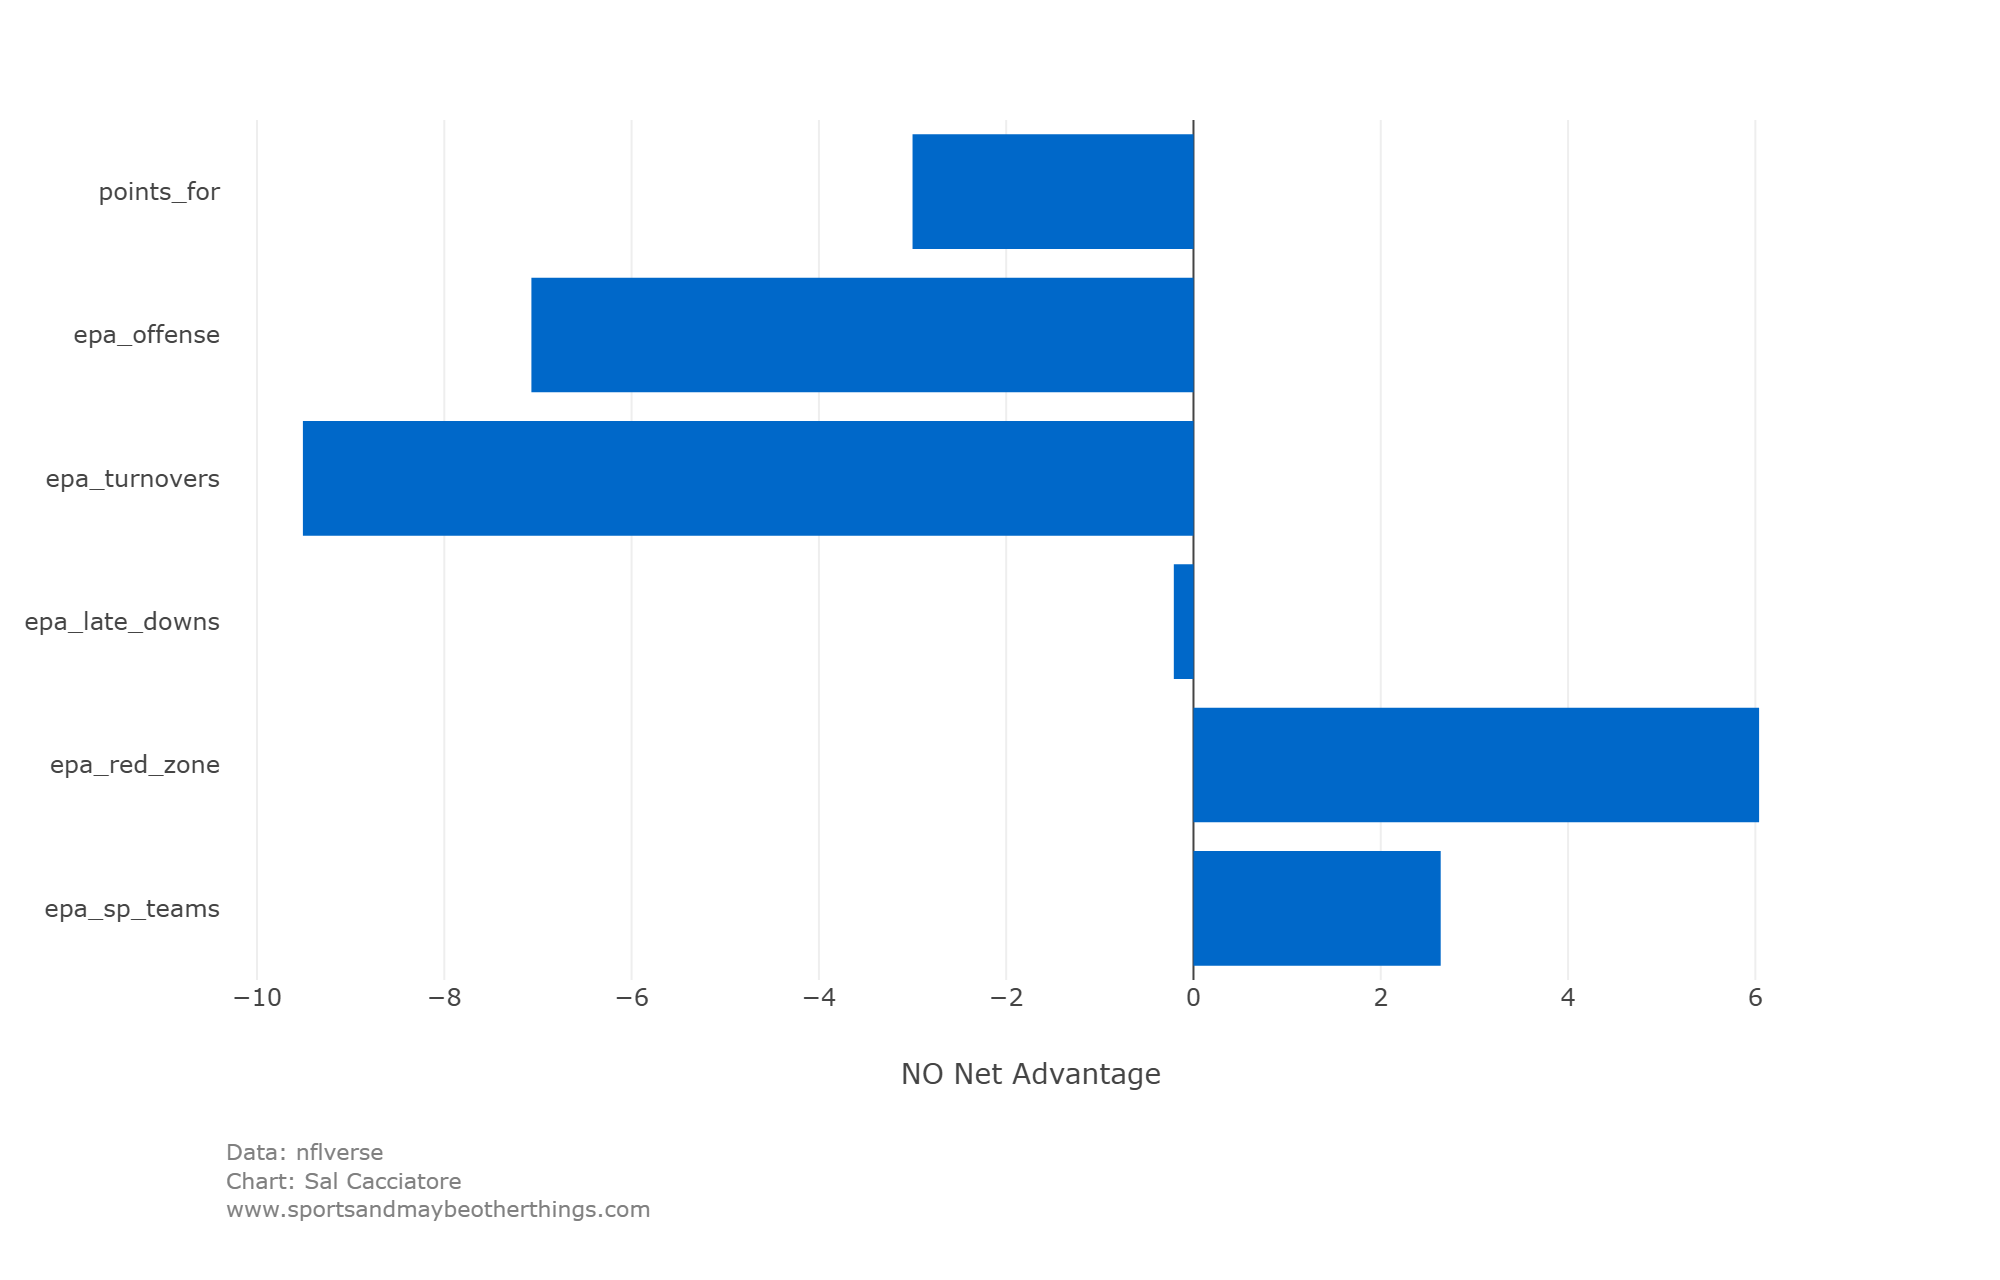 points_for
epa_offense
epa_turnovers
epa_late_downs
epa_red_zone
epa_sp_teams
−10 −8 −6 −4 −2 0 2 4 6
NO Net Advantage
Data: nflverse
Chart: Sal Cacciatore
www.sportsandmaybeotherthings.com